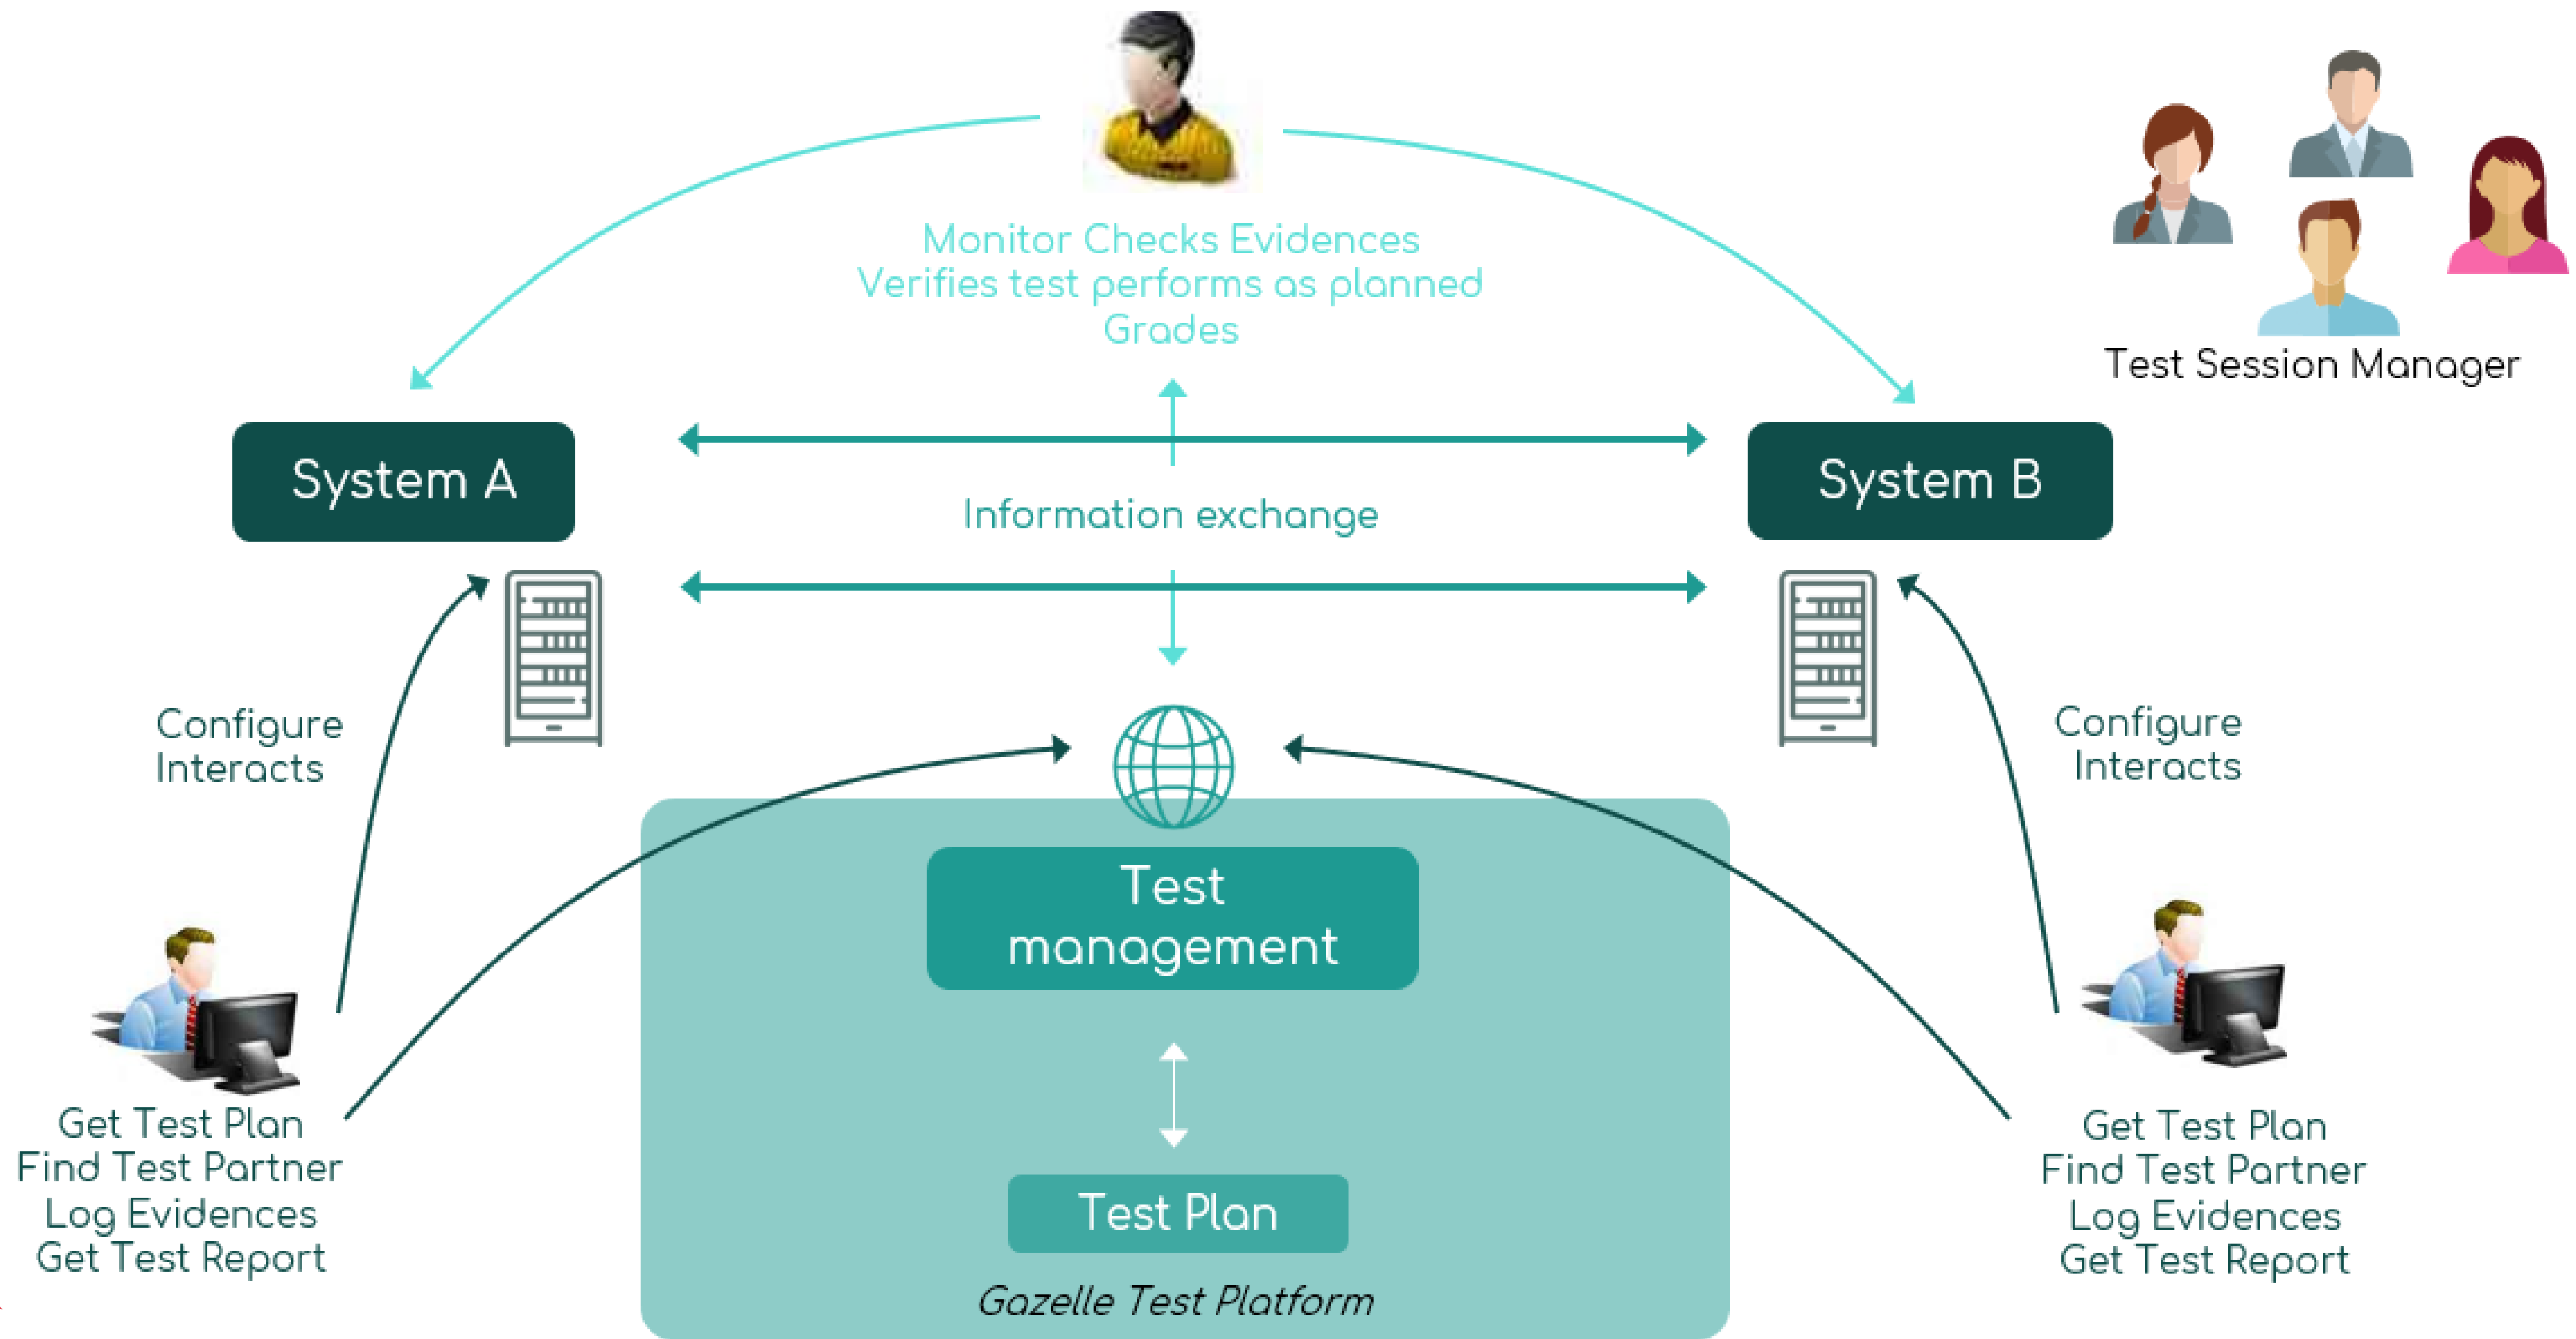 Monitor Checks Evidences
Verifies test performs as planned
Grades
Test Session Manager
System A
System B
Information exchange
Configure
Interacts
Configure
Interacts
Test
management
Get Test Plan
Find Test Partner
Log Evidences
Get Test Report
Test Plan
Gazelle Test Platform
Get Test Plan
Find Test Partner
Log Evidences
Get Test Report